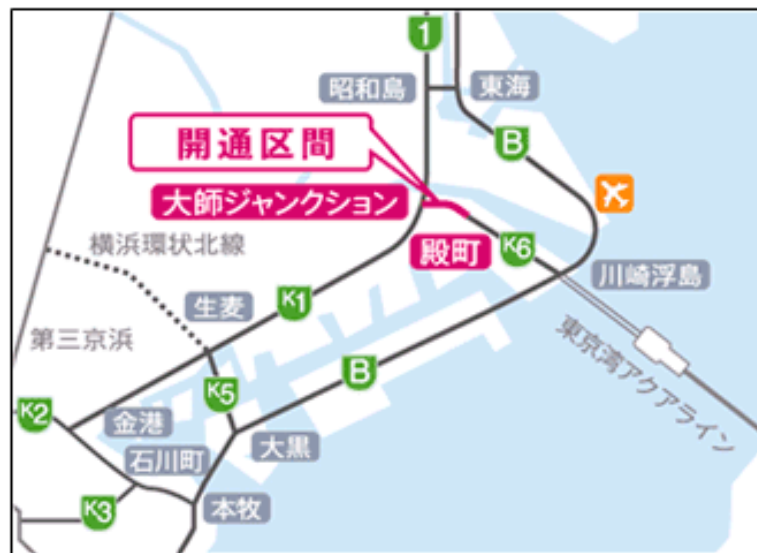 1
昭和島
東海
開通区間
B
大師ジャンクション
殿町
K6
横浜環状北線
川崎浮島
生麦
K1
第三京浜
東京湾アクアライン
B
K5
K2
金港
大黒
石川町
K3
本牧